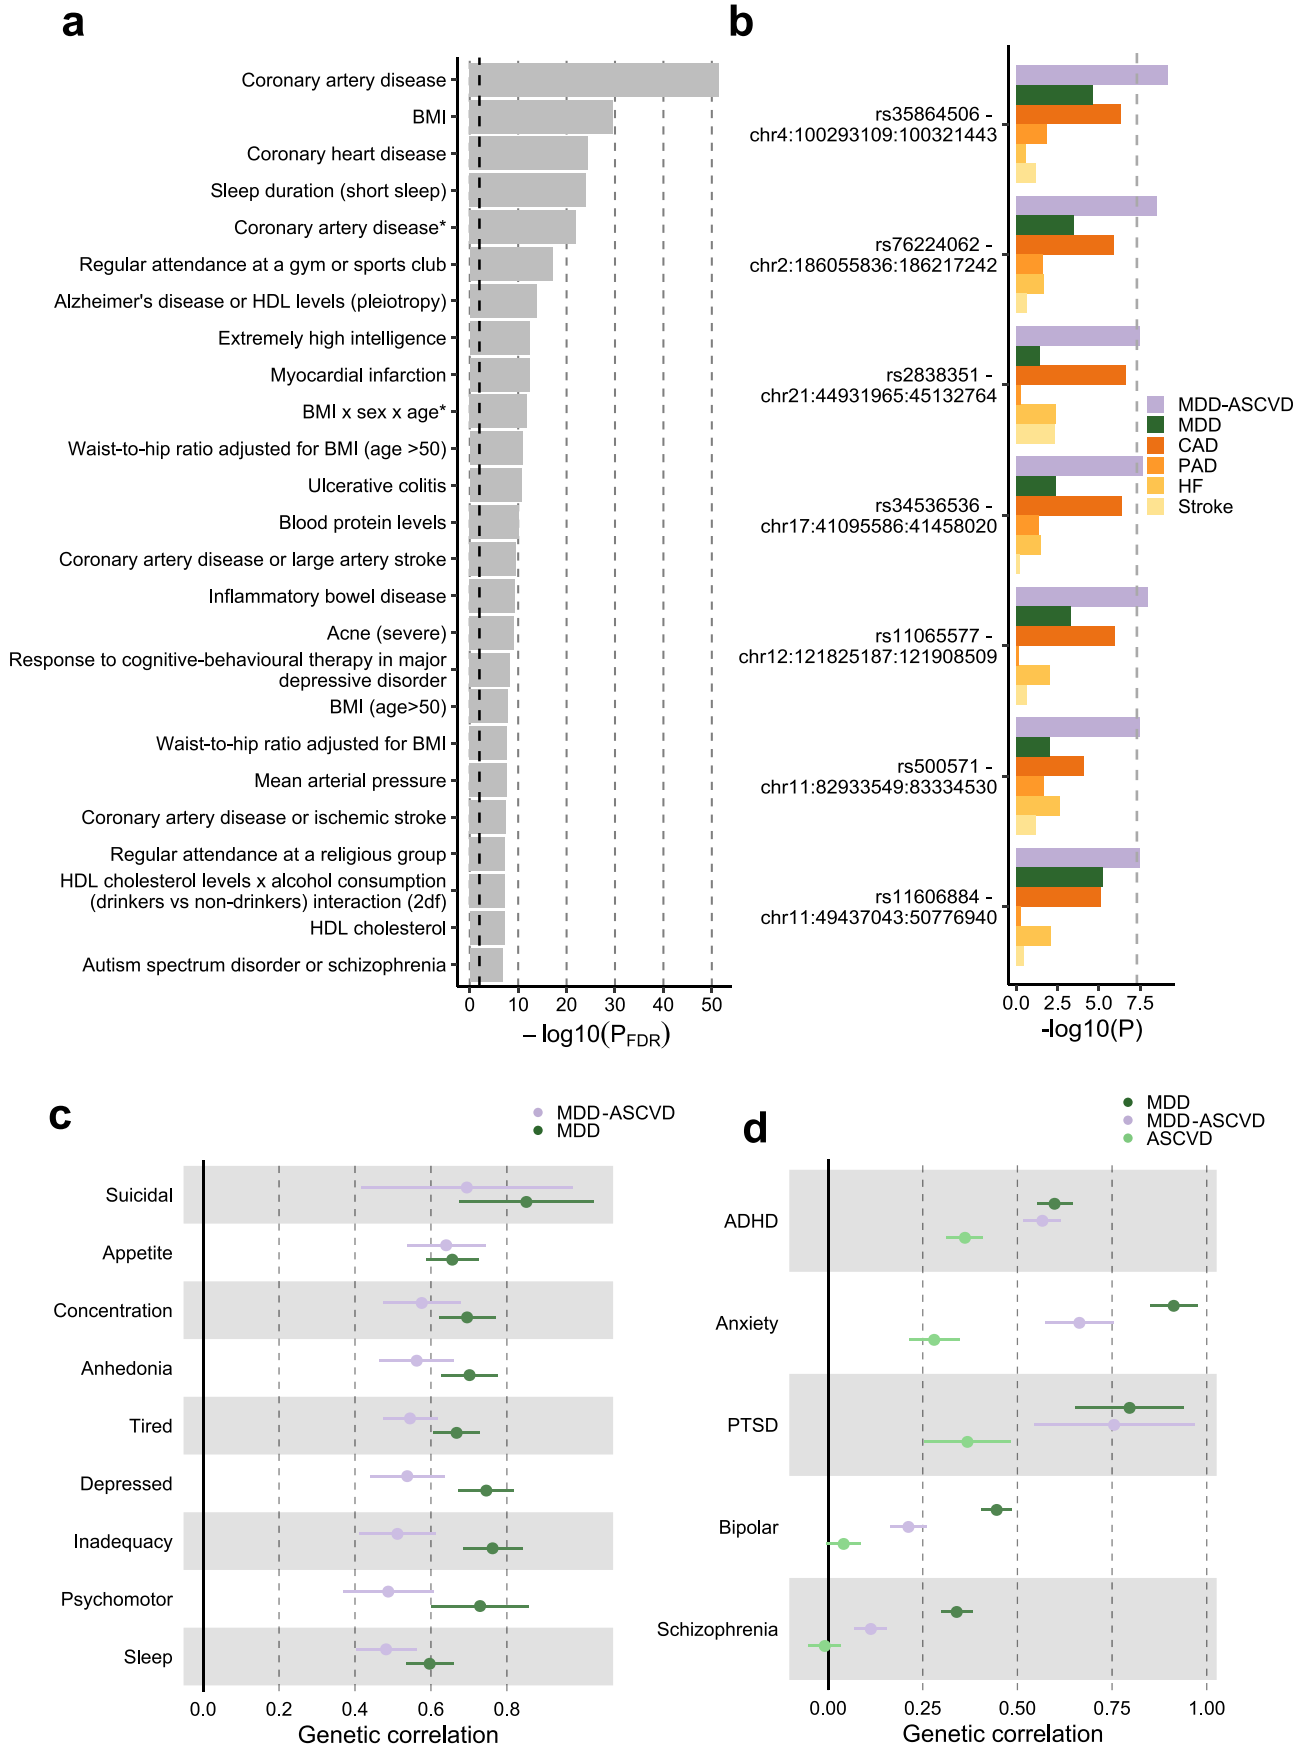 a
Coronary artery disease
BMI
Coronary heart disease
Sleep duration (short sleep)
Coronary artery disease*
Regular attendance at a gym or sports club
Alzheimer's disease or HDL levels (pleiotropy)
Extremely high intelligence
Myocardial infarction
BMI x sex x age*
Waist-to-hip ratio adjusted for BMI (age >50)
Ulcerative colitis
Blood protein levels
Coronary artery disease or large artery stroke
Inflammatory bowel disease
Acne (severe)
Response to cognitive-behavioural therapy in major
depressive disorder
BMI (age>50)
Waist-to-hip ratio adjusted for BMI
Mean arterial pressure
Coronary artery disease or ischemic stroke
Regular attendance at a religious group
HDL cholesterol levels x alcohol consumption
(drinkers vs non-drinkers) interaction (2df)
HDL cholesterol
Autism spectrum disorder or schizophrenia
0 10 20 30 40 50
– log10(PFDR)
b
rs35864506 -
chr4:100293109:100321443
rs76224062 -
chr2:186055836:186217242
rs2838351 -
chr21:44931965:45132764
rs34536536 -
chr17:41095586:41458020
rs11065577 -
chr12:121825187:121908509
rs500571 -
chr11:82933549:83334530
rs11606884 -
chr11:49437043:50776940
0.0 2.5 5.0 7.5
-log10(P)
MDD-ASCVD
MDD
CAD
PAD
HF
Stroke
c
MDD-ASCVD
MDD
Suicidal
Appetite
Concentration
Anhedonia
Tired
Depressed
Inadequacy
Psychomotor
Sleep
0.0 0.2 0.4 0.6 0.8
Genetic correlation
d
MDD
MDD-ASCVD
ASCVD
ADHD
Anxiety
PTSD
Bipolar
Schizophrenia
0.00 0.25 0.50 0.75 1.00
Genetic correlation